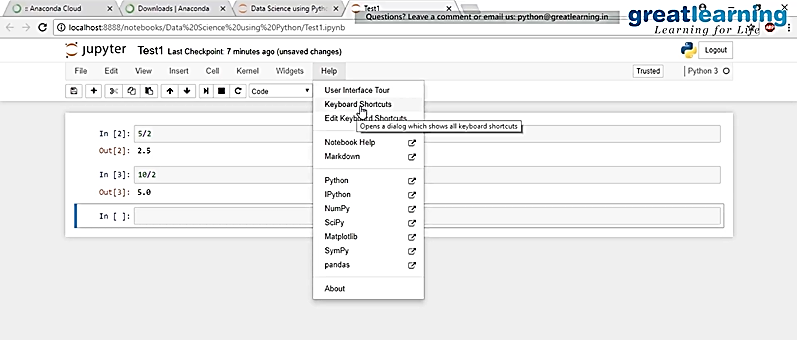 s Anaconda Cloud
Downloads | Anaconda
Data Science using Pyth
Test1
Questions? Leave a comment or email us: python@greatlearning.in
greatlearning
Learning for Life
localhost:8888/notebooks/Data%20Science%20using%20Python/Test1.ipynb
jupyter Test1 Last Checkpoint: 7 minutes ago (unsaved changes)
Logout
File Edit View Insert Cell Kernel Widgets Help
Trusted
Python 3
Code
User Interface Tour
Keyboard Shortcuts
Edit Keyboard Shortcuts
Opens a dialog which shows all keyboard shortcuts
Notebook Help
Markdown
Python
IPython
NumPy
SciPy
Matplotlib
SymPy
pandas
About
In [2]: 5/2
Out[2]: 2.5
In [3]: 10/2
Out[3]: 5.0
In [ ]: